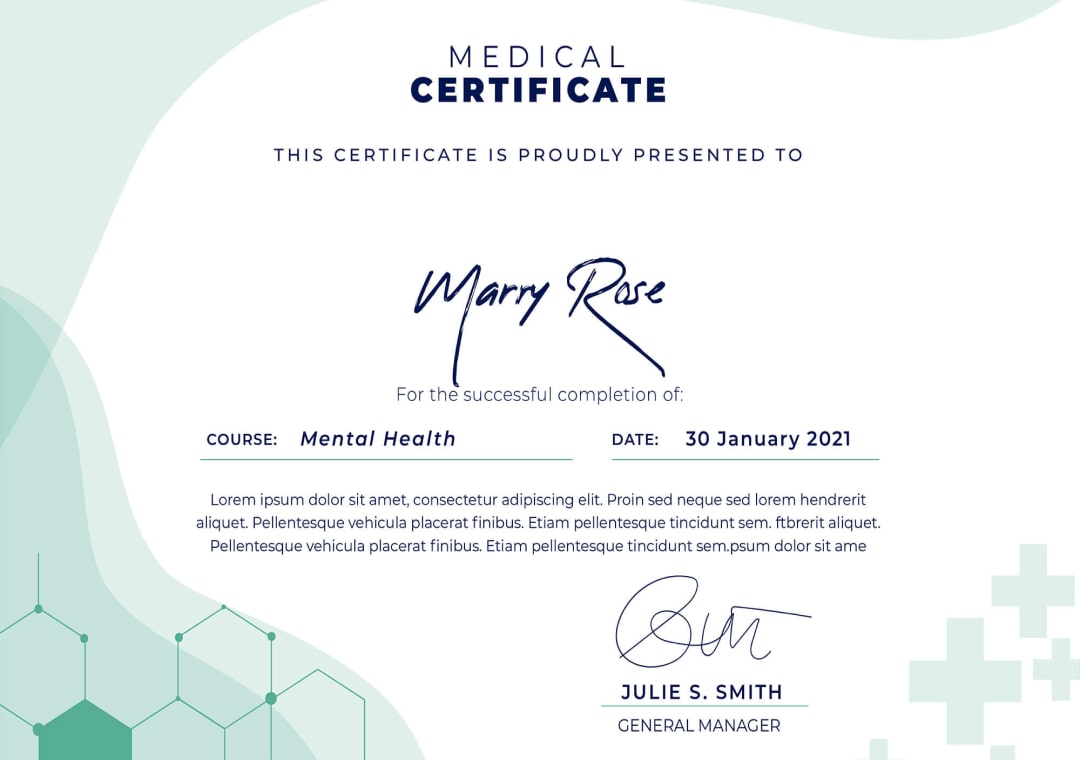 MEDICAL
CERTIFICATE
THIS CERTIFICATE IS PROUDLY PRESENTED TO
Marry Rose
For the successful completion of:
COURSE: Mental Health DATE: 30 January 2021
Lorem ipsum dolor sit amet, consectetur adipiscing elit. Proin sed neque sed lorem hendrerit
aliquet. Pellentesque vehicula placerat finibus. Etiam pellentesque tincidunt sem. ftbrerit aliquet.
Pellentesque vehicula placerat finibus. Etiam pellentesque tincidunt sem.psum dolor sit ame
JULIE S. SMITH
GENERAL MANAGER